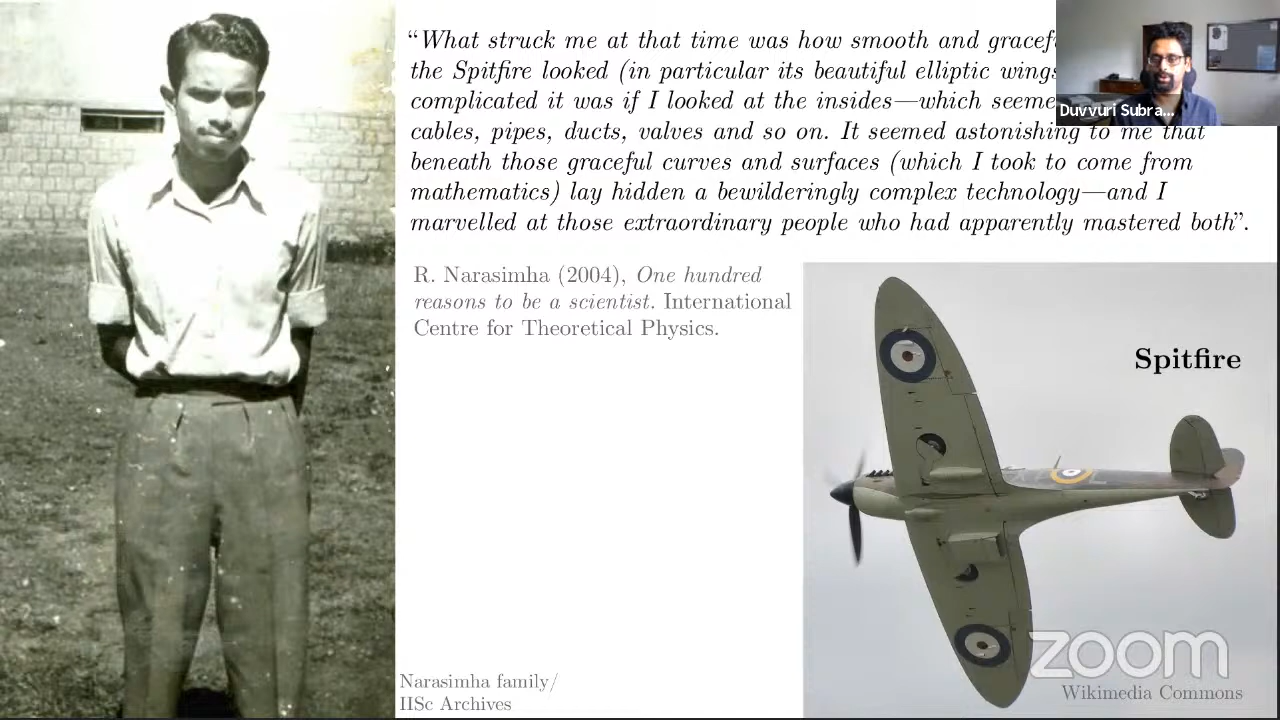 “What struck me at that time was how smooth and
the Spitfire looked (in particular its beautiful elliptic
complicated it was if I looked at the insides—which
cables, pipes, ducts, valves and so on. It seemed astonishing to me that
beneath those graceful curves and surfaces (which I took to come from
mathematics) lay hidden a bewilderingly complex technology—and I
marvelled at those extraordinary people who had apparently mastered both”.
Duvvuri Subra...
R. Narasimha (2004), One hundred
reasons to be a scientist. International
Centre for Theoretical Physics.
Spitfire
zoom
Wikimedia Commons
Narasimha family/
IISc Archives